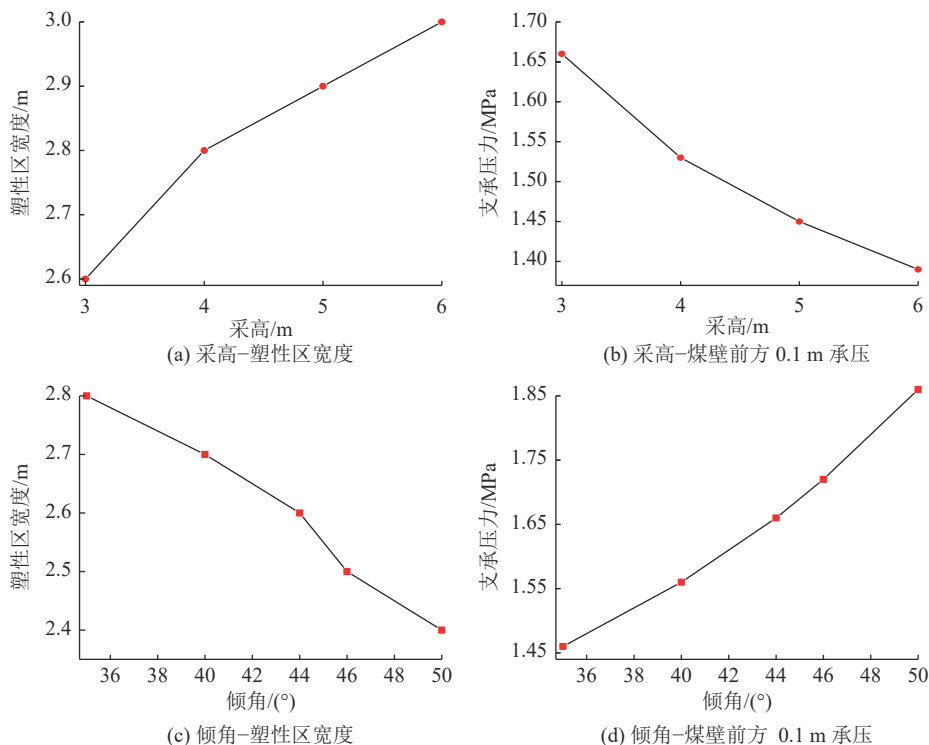 3.0
2.9
2.8
2.7
2.6
塑性区宽度/m
3 4 5 6
采高/m
(a) 采高−塑性区宽度
1.70
1.65
1.60
1.55
1.50
1.45
1.40
支承压力/MPa
3 4 5 6
采高/m
(b) 采高−煤壁前方 0.1 m 承压
2.8
2.7
2.6
2.5
2.4
塑性区宽度/m
36 38 40 42 44 46 48 50
倾角/(°)
(c) 倾角−塑性区宽度
1.85
1.75
1.65
1.55
1.45
支承压力/MPa
36 38 40 42 44 46 48 50
倾角/(°)
(d) 倾角−煤壁前方 0.1 m 承压